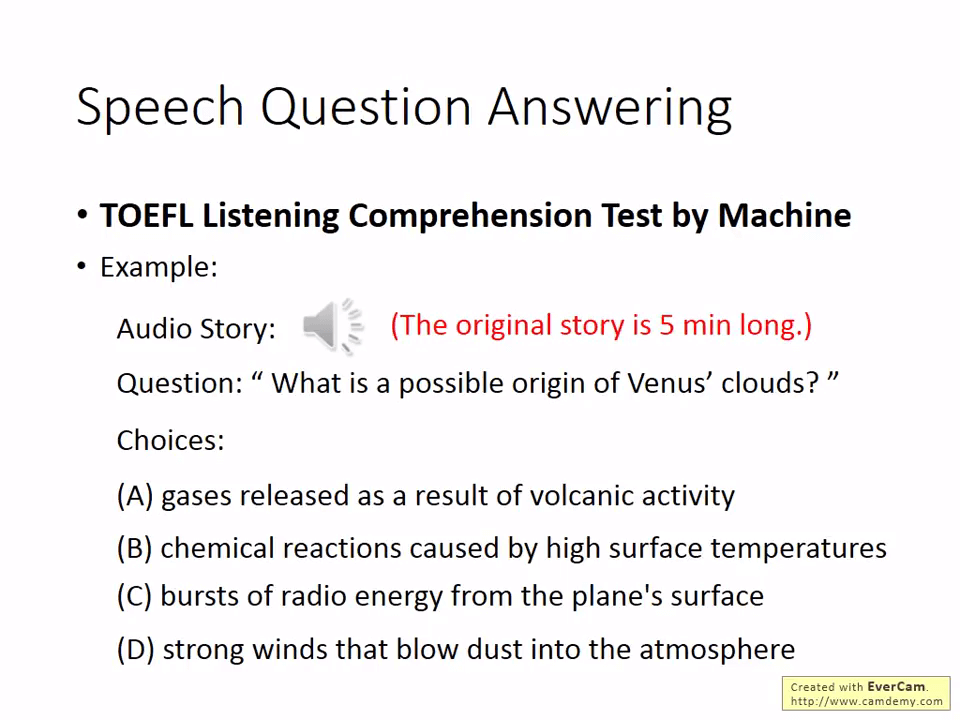 Speech Question Answering
• TOEFL Listening Comprehension Test by Machine
• Example:
Audio Story: (The original story is 5 min long.)
Question: “ What is a possible origin of Venus’ clouds? ”
Choices:
(A) gases released as a result of volcanic activity
(B) chemical reactions caused by high surface temperatures
(C) bursts of radio energy from the plane's surface
(D) strong winds that blow dust into the atmosphere
Created with EverCam.
http://www.camdemy.com